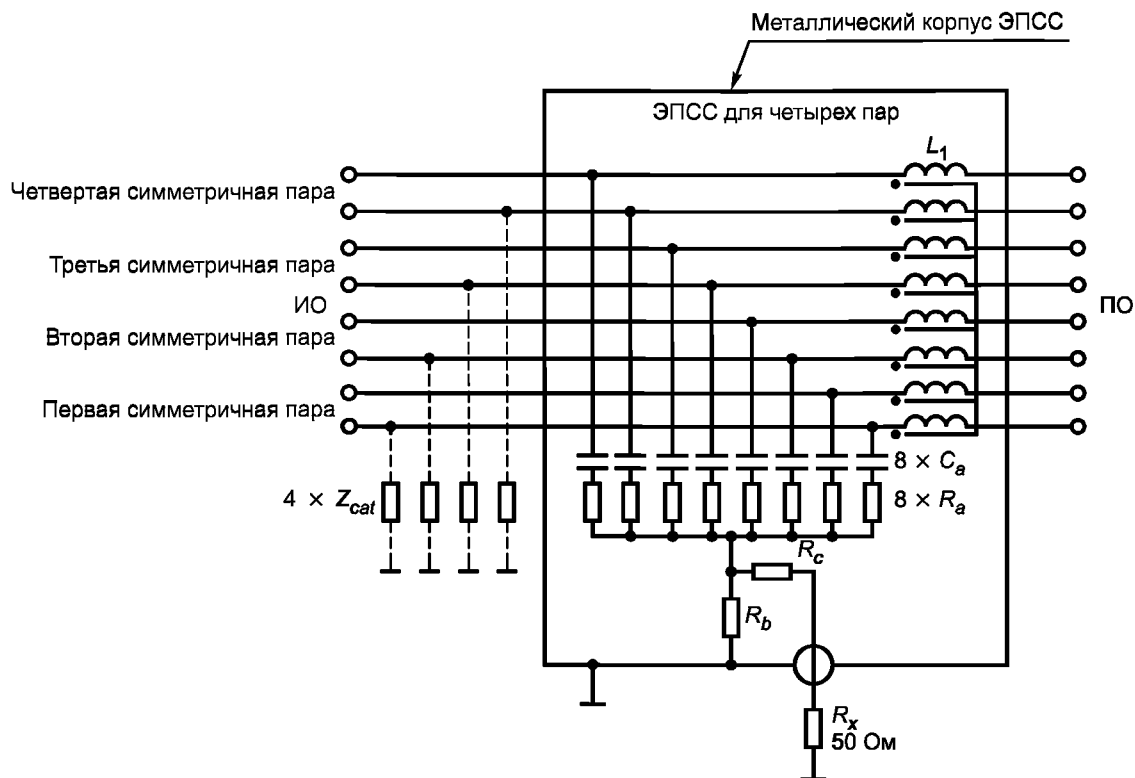 Металлический корпус ЭПСС
ЭПСС для четырех пар
L1
Четвертая симметричная пара
Третья симметричная пара
ИО
ПО
Вторая симметричная пара
Первая симметричная пара
8 × Ca
4 × Zcat
8 × Ra
Rc
Rb
Rx
50 Ом